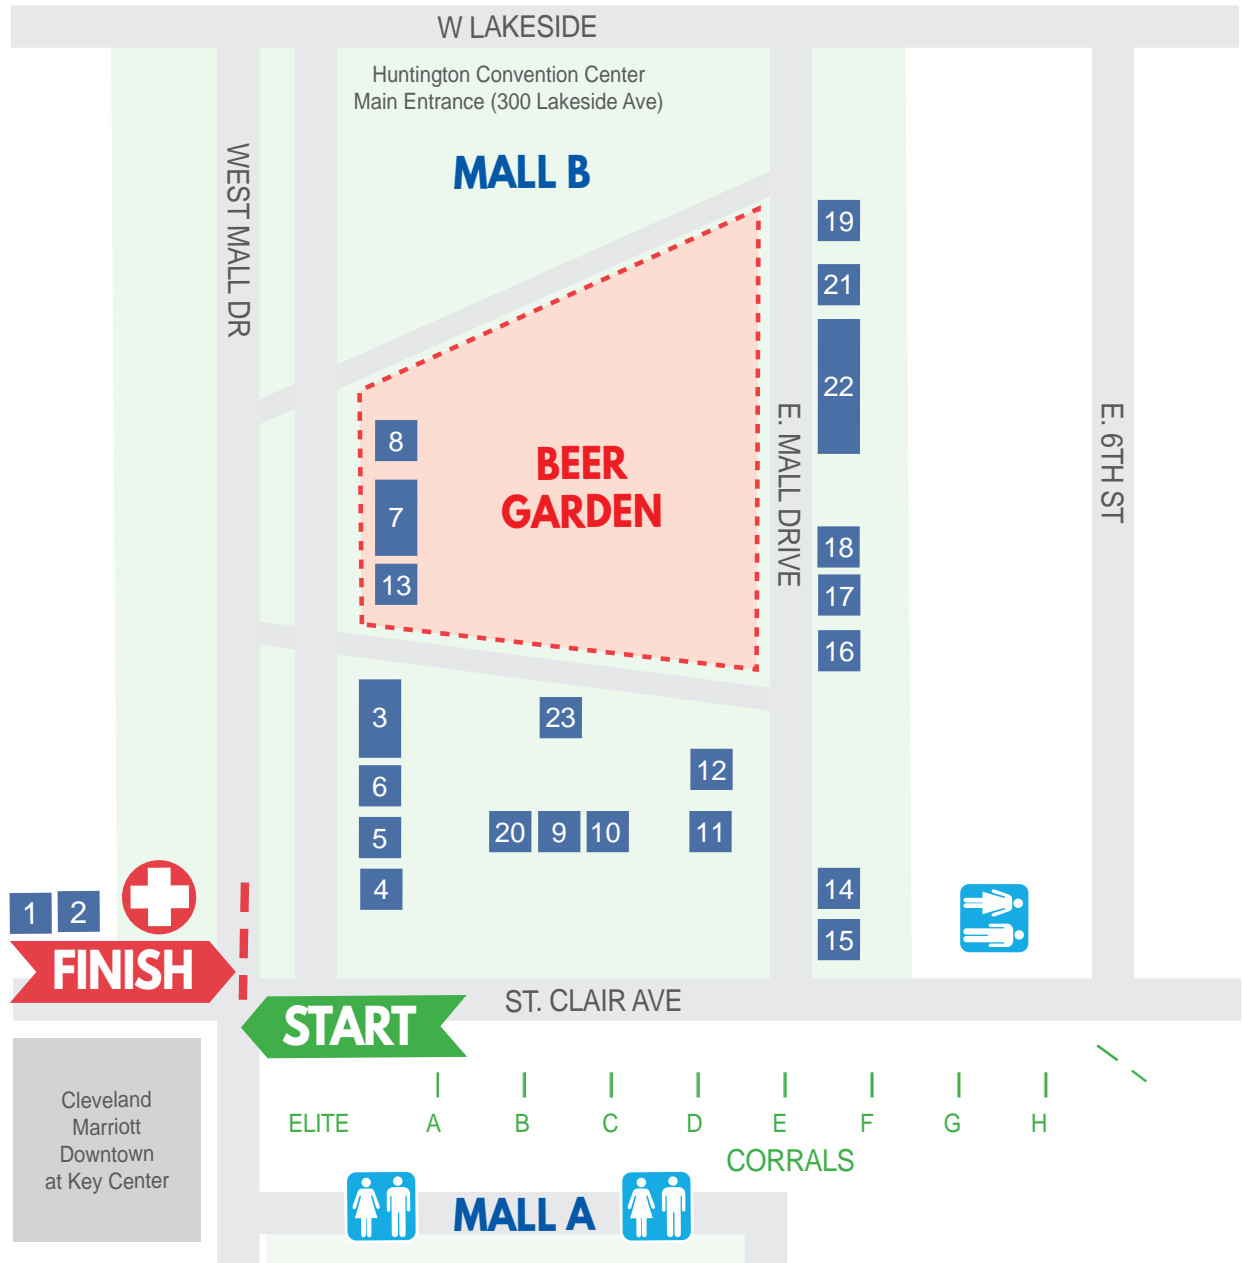 W LAKESIDE
Huntington Convention Center
Main Entrance (300 Lakeside Ave)
MALL B
WEST MALL DR
E. MALL DRIVE
E. 6TH ST
19
21
22
8
7
13
BEER
GARDEN
18
17
16
3
23
6
12
5
20
9
10
11
4
14
15
1
2
FINISH
START
ST. CLAIR AVE
Cleveland
Marriott
Downtown
at Key Center
ELITE A B C D E F G H
CORRALS
MALL A